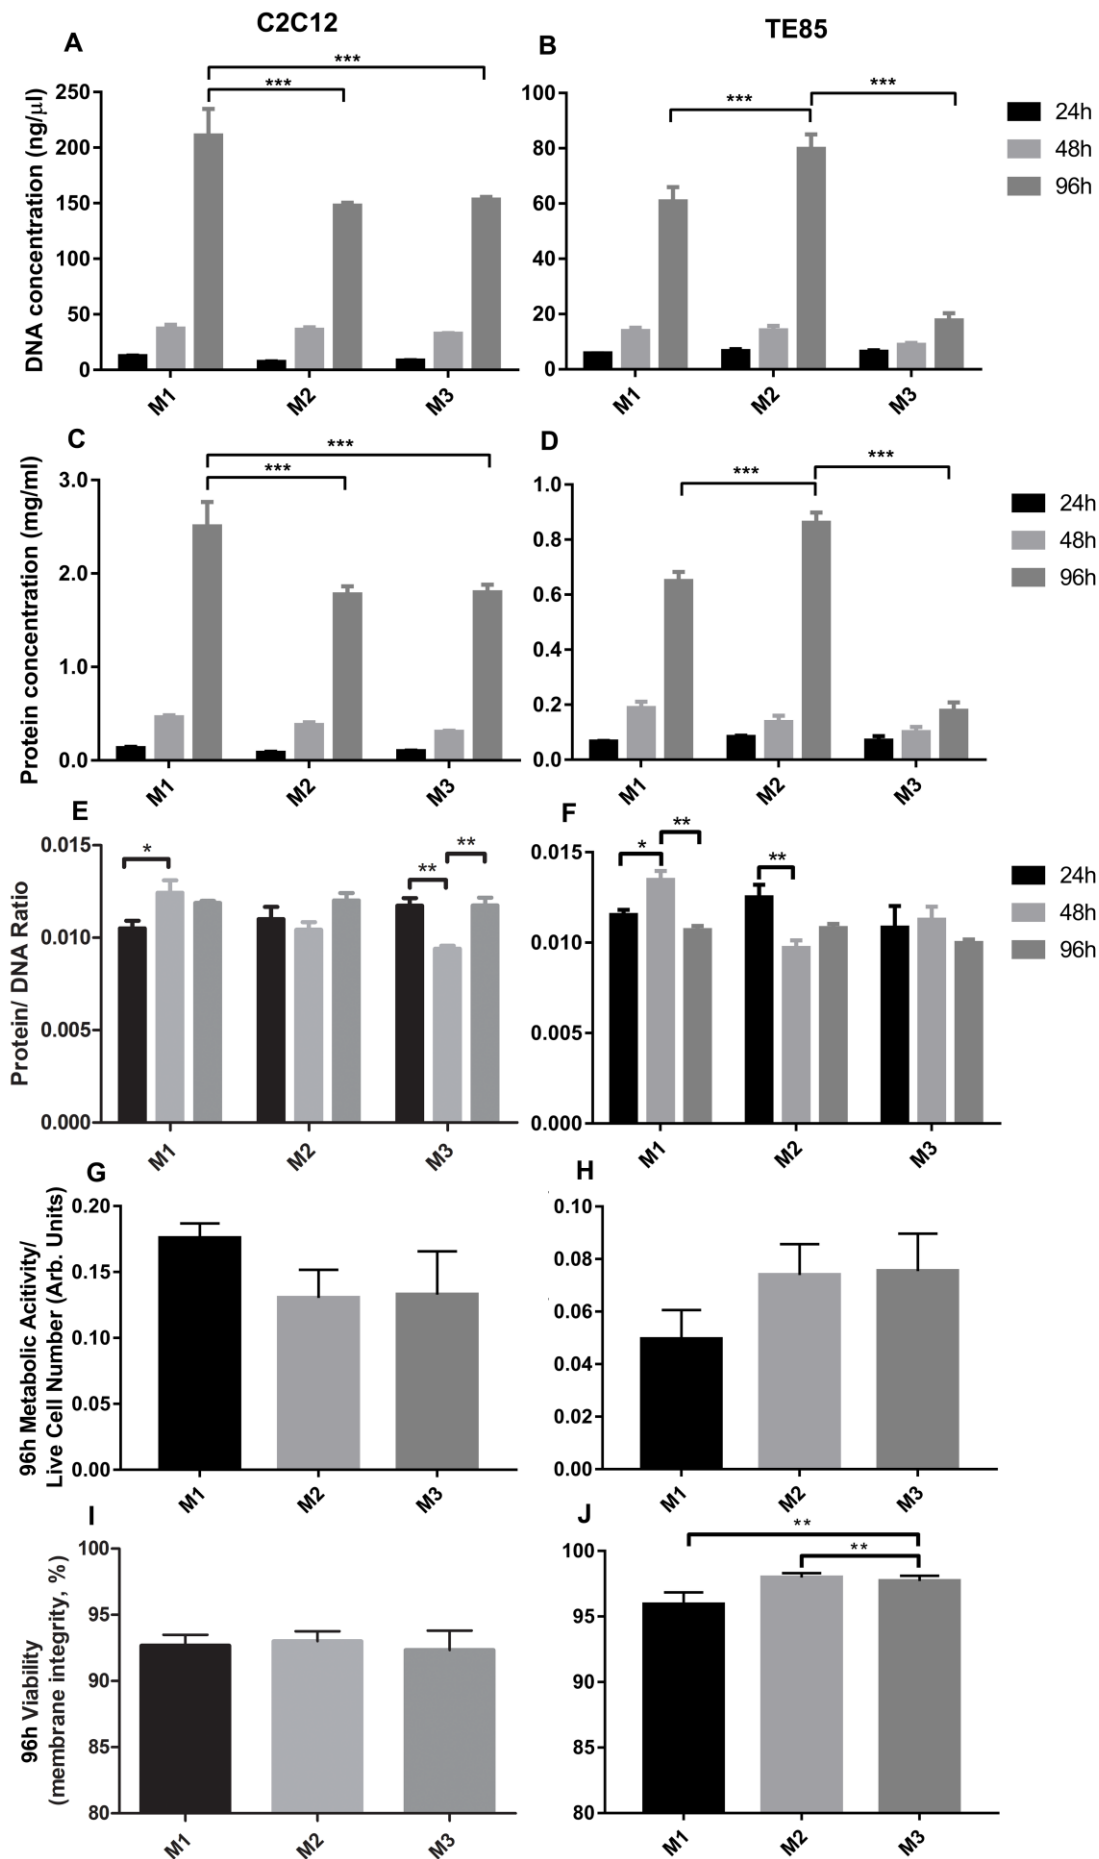 C2C12
TE85
A
***
***
DNA concentration (ng/µl)
250
200
150
100
50
0
M1
M2
M3
B
***
***
100
80
60
40
20
0
M1
M2
M3
24h
48h
96h
C
***
***
Protein concentration (mg/ml)
3.0
2.0
1.0
0.0
M1
M2
M3
D
***
***
1.0
0.8
0.6
0.4
0.2
0.0
M1
M2
M3
24h
48h
96h
E
*
**
**
Protein/ DNA Ratio
0.015
0.010
0.005
0.000
M1
M2
M3
F
*
**
**
0.015
0.010
0.005
0.000
M1
M2
M3
24h
48h
96h
G
96h Metabolic Acitivity/
Live Cell Number (Arb. Units)
0.20
0.15
0.10
0.05
0.00
M1
M2
M3
H
0.10
0.08
0.06
0.04
0.02
0.00
M1
M2
M3
I
96h Viability
(membrane integrity, %)
100
95
90
85
80
M1
M2
M3
J
**
**
100
95
90
85
80
M1
M2
M3